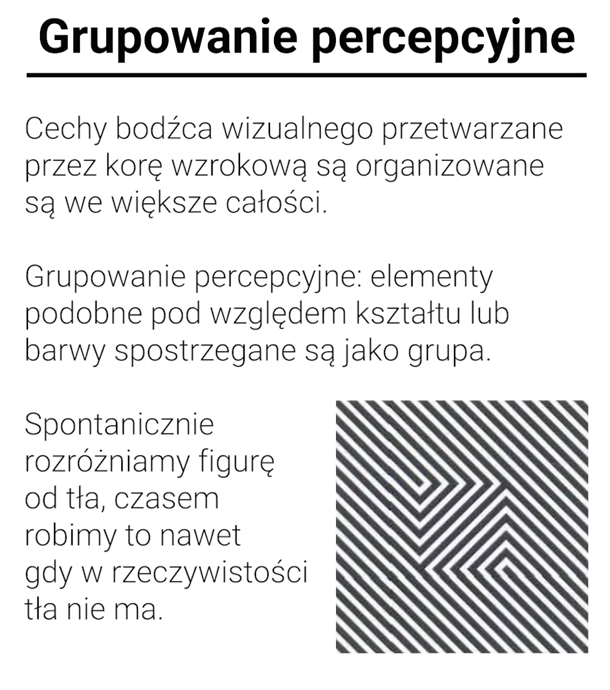 Grupowanie percepcyjne
Cechy bodźca wizualnego przetwarzane
przez korę wzrokową są organizowane
są we większe całości.
Grupowanie percepcyjne: elementy
podobne pod względem kształtu lub
barwy spostrzegane są jako grupa.
Spontanicznie
rozróżniamy figurę
od tła, czasem
robimy to nawet
gdy w rzeczywistości
tła nie ma.